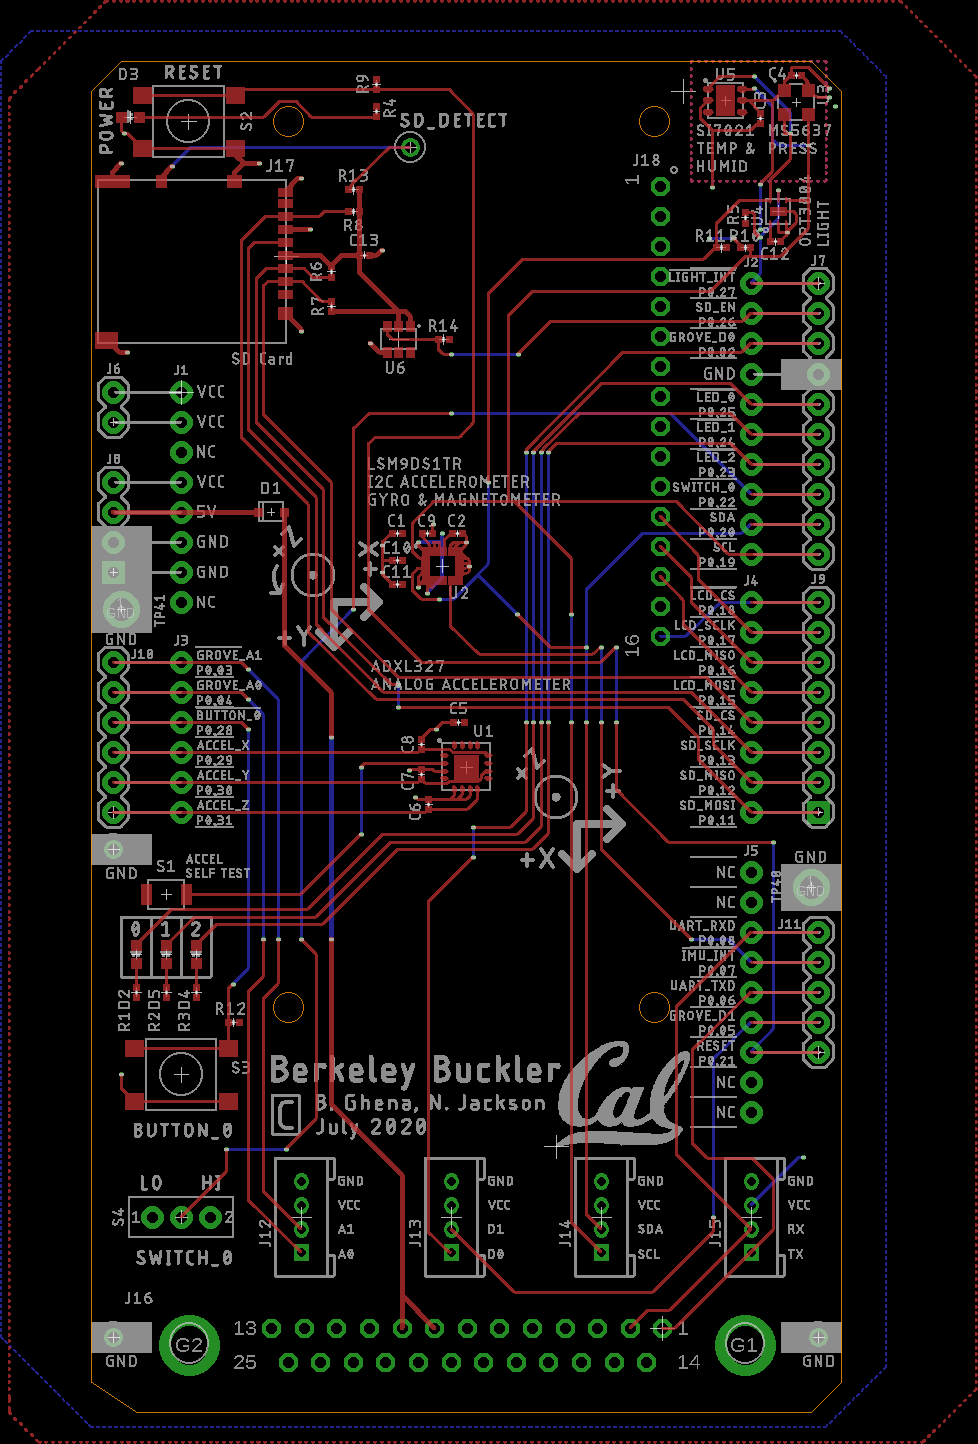 D3
RESET
R9
R4
S2
POWER
SD_DETECT
U5
C4
C3
J3
SI7021
TEMP &
HUMID
MS5637
PRESS
J17
R13
R8
C13
R6
R7
R14
U6
SD Card
J18
1
16
R5
U4
R11
R10
C12
OPT3004
LIGHT
J2
J7
LIGHT_INT
P0.27
SD_EN
P0.26
GROVE_D0
P0.02
GND
LED_0
P0.25
LED_1
P0.24
LED_2
P0.23
SWITCH_0
P0.22
SDA
P0.20
SCL
P0.19
J6
J1
VCC
VCC
NC
J8
VCC
5V
GND
GND
NC
D1
GND
TP41
GND
LSM9DS1TR
I2C ACCELEROMETER
GYRO & MAGNETOMETER
C1
C9
C2
C10
C11
J2
+X
+Y
Z
J4
J9
LCD_CS
P0.18
LCD_SCLK
P0.17
LCD_MISO
P0.16
LCD_MOSI
P0.15
SD_CS
P0.14
SD_SCLK
P0.13
SD_MISO
P0.12
SD_MOSI
P0.11
J10
J3
GROVE_A1
P0.03
GROVE_A0
P0.04
BUTTON_0
P0.28
ACCEL_X
P0.29
ACCEL_Y
P0.30
ACCEL_Z
P0.31
ADXL327
ANALOG ACCELEROMETER
C5
U1
C8
C7
C6
+Y
+X
Z
GND
S1
ACCEL
SELF TEST
0 1 2
R1D2
R2D5
R3D4
R12
S3
BUTTON_0
J5
NC
NC
GND
TP40
GND
J11
UART_RXD
P0.08
IMU_INT
P0.07
UART_TXD
P0.06
GROVE_D1
P0.05
RESET
P0.21
NC
NC
Berkeley Buckler
C
B. Ghena, N. Jackson
July 2020
Cal
LO HI
S4
1 2
SWITCH_0
J12
GND
VCC
A1
A0
J13
GND
VCC
D1
D0
J14
GND
VCC
SDA
SCL
J15
GND
VCC
RX
TX
J16
13 1
25 14
G2
G1
GND
GND